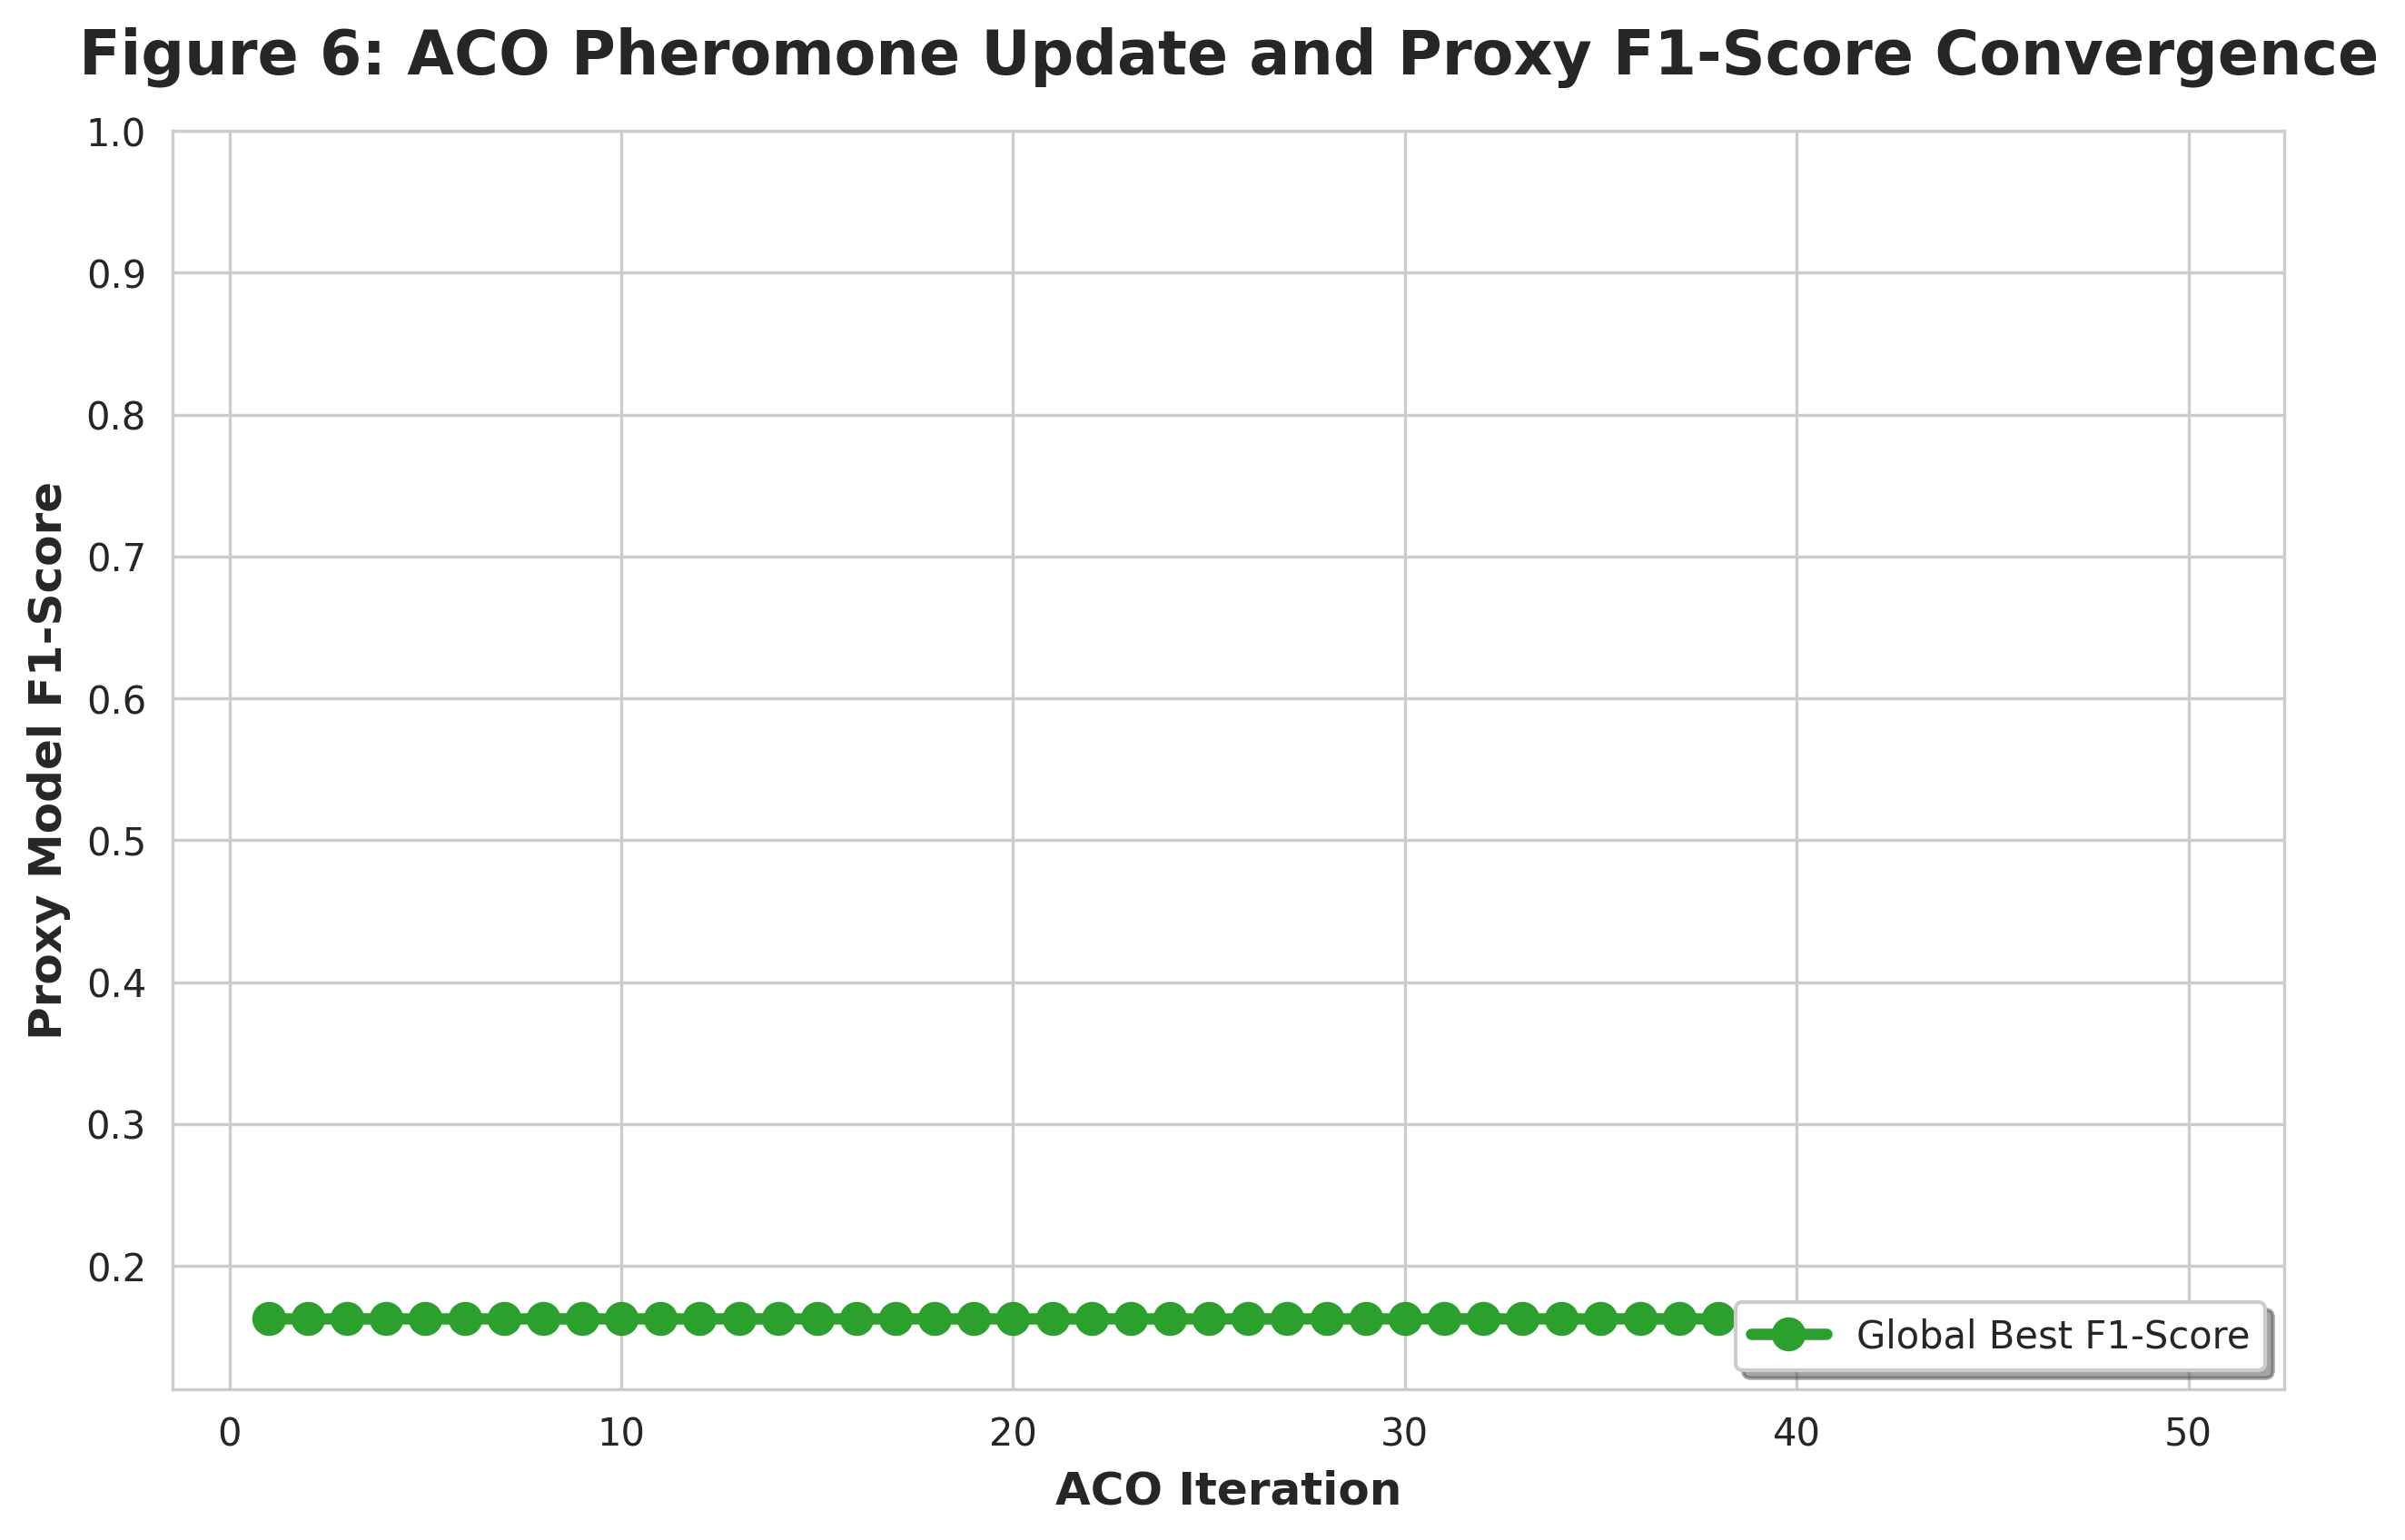 Figure 6: ACO Pheromone Update and Proxy F1-Score Convergence
1.0
0.9
0.8
0.7
0.6
0.5
0.4
0.3
0.2
Proxy Model F1-Score
Global Best F1-Score
0 10 20 30 40 50
ACO Iteration